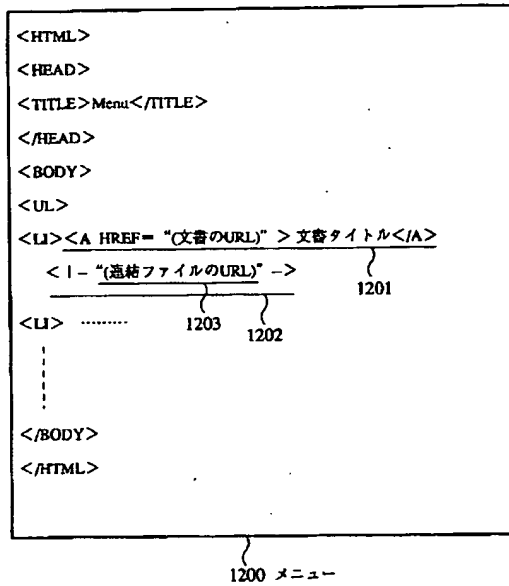 <HTML>
<HEAD>
<TITLE>Menu</TITLE>
</HEAD>
<BODY>
<UL>
<LI><A HREF= “(文書のURL)” > 文書タイトル</A>
<!– “(連結ファイルのURL)” –>
1201
<LI> ………
1203
1202
</BODY>
</HTML>
1200 メニュー